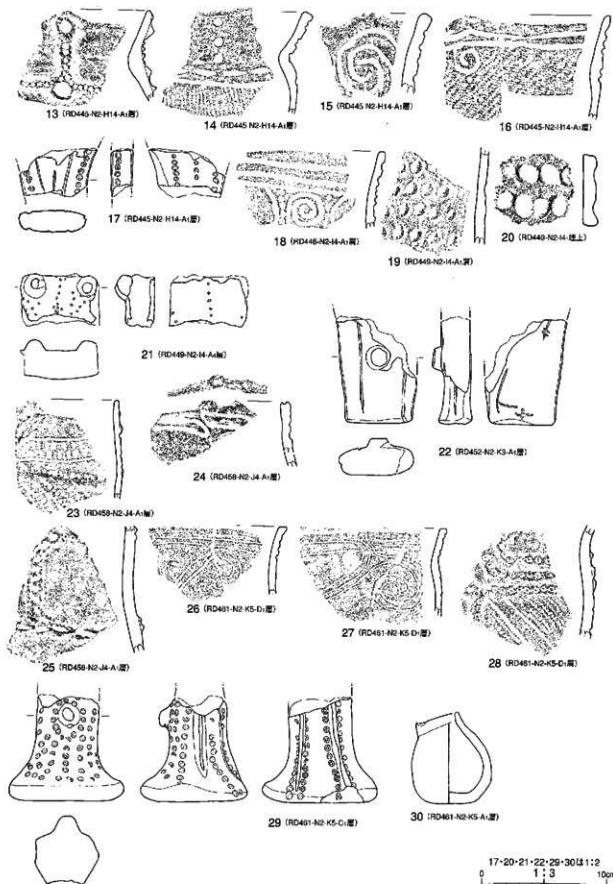 13 (RD445-N2-H14-A1層)
14 (RD445-N2-H14-A1層)
15 (RD445-N2-H14-A1層)
16 (RD445-N2-H14-A1層)
17 (RD445-N2-H14-A1層)
18 (RD448-N2-I4-A1層)
19 (RD449-N2-I4-A1層)
20 (RD449-N2-I4-埋土)
21 (RD449-N2-I4-A4層)
22 (RD452-N2-K3-A1層)
23 (RD458-N2-J4-A1層)
24 (RD458-N2-J4-A1層)
25 (RD458-N2-J4-A1層)
26 (RD461-N2-K5-D1層)
27 (RD461-N2-K5-D1層)
28 (RD461-N2-K5-D1層)
29 (RD461-N2-K5-C1層)
30 (RD461-N2-K5-A1層)
17・20・21・22・29・30は1:2
0 1:3 10cm